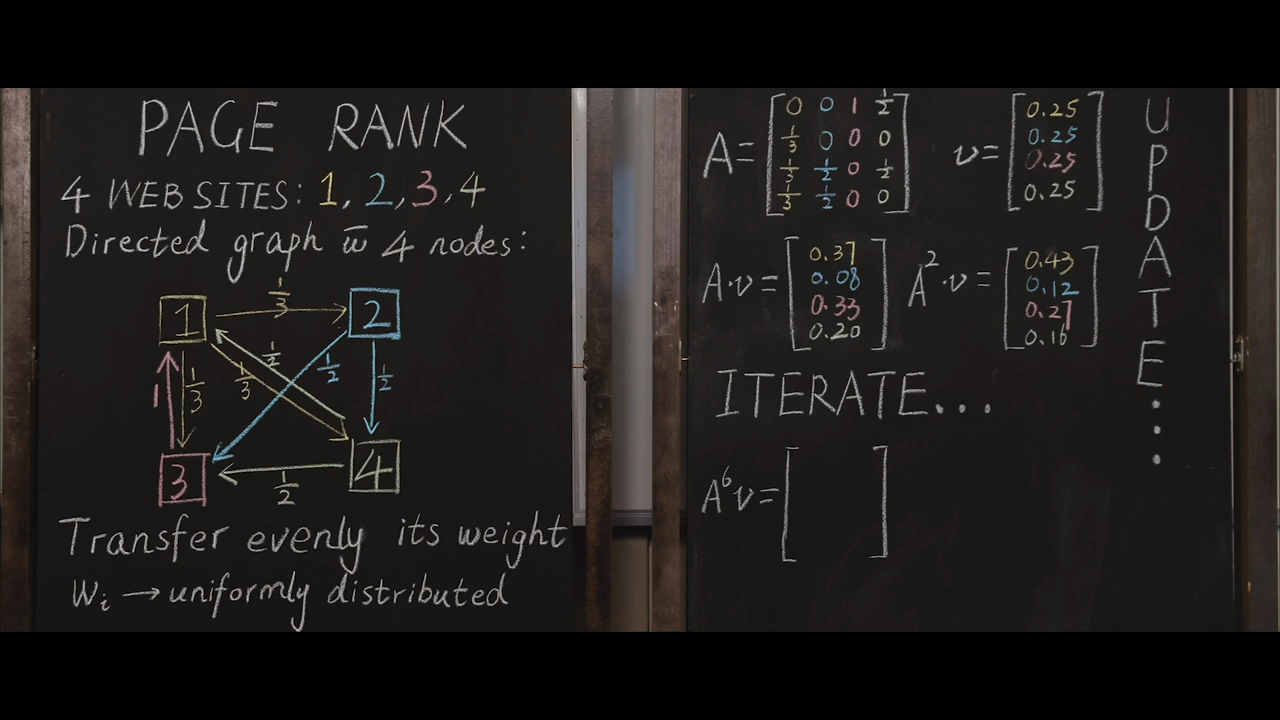 PAGE RANK
4 WEBSITES: 1, 2, 3, 4
Directed graph w̄ 4 nodes:
1/3
1 2
1/2
1 1/3 1/3 1/2 1/2
3 4
1/2
Transfer evenly its weight
Wi → uniformly distributed
A = [0 0 1 1/2
1/3 0 0 0
1/3 1/2 0 1/2
1/3 1/2 0 0]
v = [0.25
0.25
0.25
0.25]
A·v = [0.37
0.08
0.33
0.20]
A²·v = [0.43
0.12
0.27
0.16]
ITERATE...
A⁶v = [ ]
UPDATE...